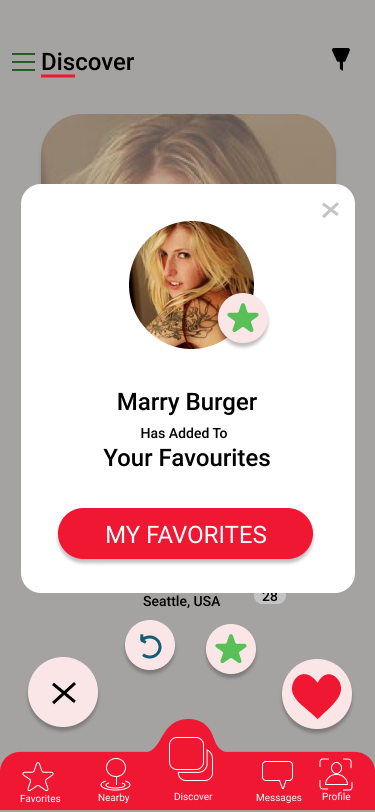 Discover
Marry Burger
Has Added To
Your Favourites
MY FAVORITES
28
Seattle, USA
Favorites
Nearby
Discover
Messages
Profile